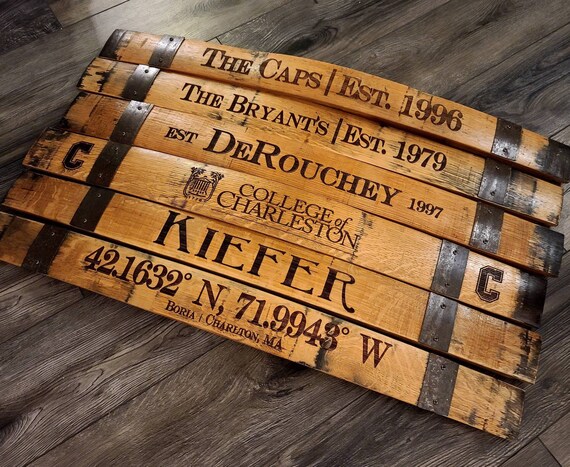 The Caps | Est. 1996
The Bryant's | Est. 1979
EST DeRouchey 1997
C COLLEGE of
CHARLESTON C
Kiefer
42.1632° N, 71.9943° W
Boria | Charlton, MA